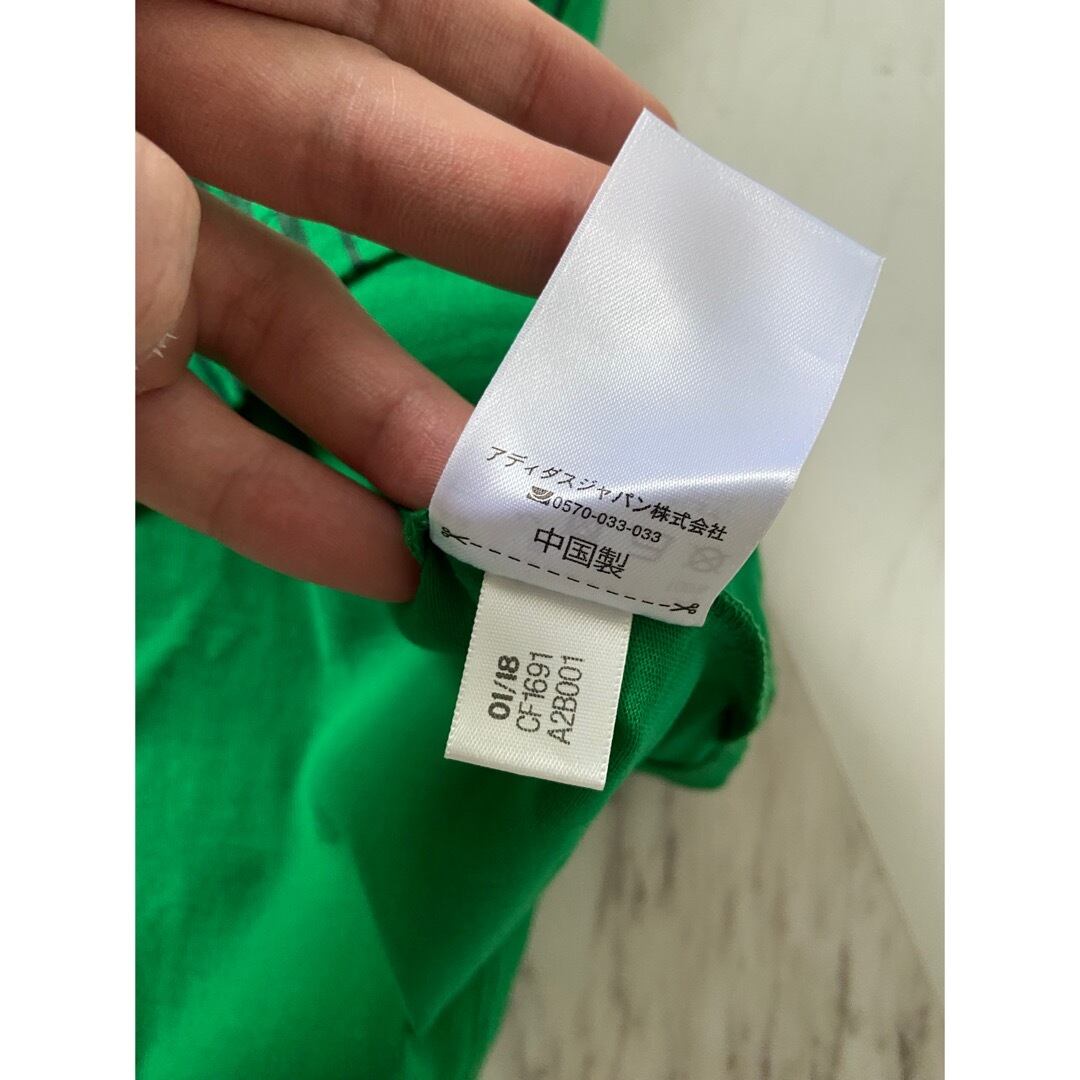 アディダスジャパン株式会社
0570-033-033
中国製
01/18
CF1691
A2B001